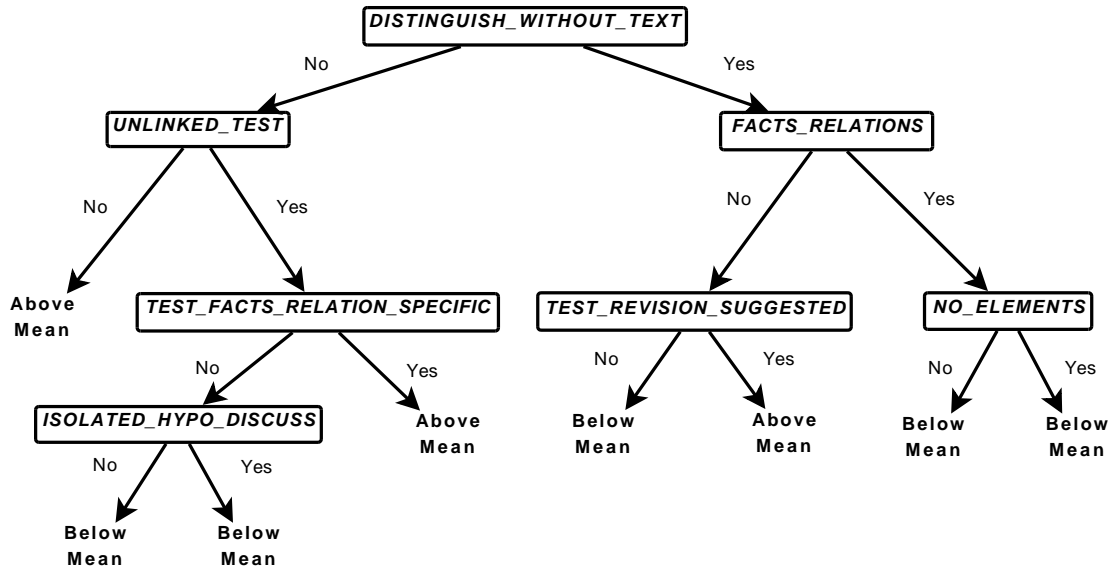 DISTINGUISH_WITHOUT_TEXT
No
Yes
UNLINKED_TEST
FACTS_RELATIONS
No
Yes
No
Yes
Above
Mean
TEST_FACTS_RELATION_SPECIFIC
TEST_REVISION_SUGGESTED
NO_ELEMENTS
No
Yes
No
Yes
No
Yes
ISOLATED_HYPO_DISCUSS
Above
Mean
Below
Mean
Above
Mean
Below
Mean
Below
Mean
No
Yes
Below
Mean
Below
Mean